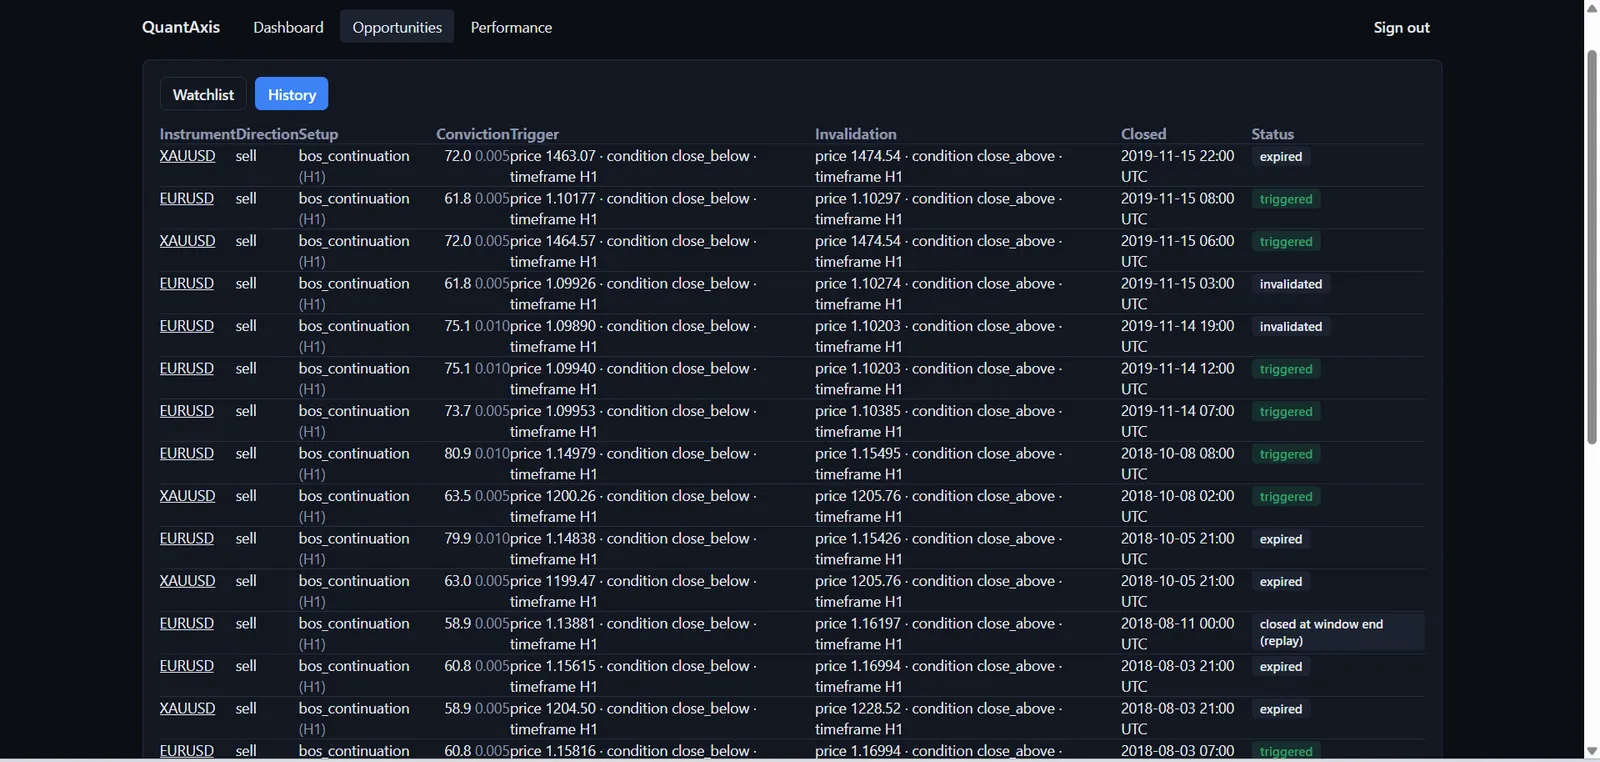 QuantAxis Dashboard Opportunities Performance Sign out
Watchlist History
Instrument Direction Setup Conviction Trigger Invalidation Closed Status
XAUUSD sell bos_continuation 72.0 0.005 price 1463.07 · condition close_below · price 1474.54 · condition close_above · 2019-11-15 22:00 expired
(H1) timeframe H1 timeframe H1 UTC
EURUSD sell bos_continuation 61.8 0.005 price 1.10177 · condition close_below · price 1.10297 · condition close_above · 2019-11-15 08:00 triggered
(H1) timeframe H1 timeframe H1 UTC
XAUUSD sell bos_continuation 72.0 0.005 price 1464.57 · condition close_below · price 1474.54 · condition close_above · 2019-11-15 06:00 triggered
(H1) timeframe H1 timeframe H1 UTC
EURUSD sell bos_continuation 61.8 0.005 price 1.09926 · condition close_below · price 1.10274 · condition close_above · 2019-11-15 03:00 invalidated
(H1) timeframe H1 timeframe H1 UTC
EURUSD sell bos_continuation 75.1 0.010 price 1.09890 · condition close_below · price 1.10203 · condition close_above · 2019-11-14 19:00 invalidated
(H1) timeframe H1 timeframe H1 UTC
EURUSD sell bos_continuation 75.1 0.010 price 1.09940 · condition close_below · price 1.10203 · condition close_above · 2019-11-14 12:00 triggered
(H1) timeframe H1 timeframe H1 UTC
EURUSD sell bos_continuation 73.7 0.005 price 1.09953 · condition close_below · price 1.10385 · condition close_above · 2019-11-14 07:00 triggered
(H1) timeframe H1 timeframe H1 UTC
EURUSD sell bos_continuation 80.9 0.010 price 1.14979 · condition close_below · price 1.15495 · condition close_above · 2018-10-08 08:00 triggered
(H1) timeframe H1 timeframe H1 UTC
XAUUSD sell bos_continuation 63.5 0.005 price 1200.26 · condition close_below · price 1205.76 · condition close_above · 2018-10-08 02:00 triggered
(H1) timeframe H1 timeframe H1 UTC
EURUSD sell bos_continuation 79.9 0.010 price 1.14838 · condition close_below · price 1.15426 · condition close_above · 2018-10-05 21:00 expired
(H1) timeframe H1 timeframe H1 UTC
XAUUSD sell bos_continuation 63.0 0.005 price 1199.47 · condition close_below · price 1205.76 · condition close_above · 2018-10-05 21:00 expired
(H1) timeframe H1 timeframe H1 UTC
EURUSD sell bos_continuation 58.9 0.005 price 1.13881 · condition close_below · price 1.16197 · condition close_above · 2018-08-11 00:00 closed at window end
(H1) timeframe H1 timeframe H1 UTC (replay)
EURUSD sell bos_continuation 60.8 0.005 price 1.15615 · condition close_below · price 1.16994 · condition close_above · 2018-08-03 21:00 expired
(H1) timeframe H1 timeframe H1 UTC
XAUUSD sell bos_continuation 58.9 0.005 price 1204.50 · condition close_below · price 1228.52 · condition close_above · 2018-08-03 21:00 expired
(H1) timeframe H1 timeframe H1 UTC
EURUSD sell bos_continuation 60.8 0.005 price 1.15816 · condition close_below · price 1.16994 · condition close_above · 2018-08-03 07:00 triggered